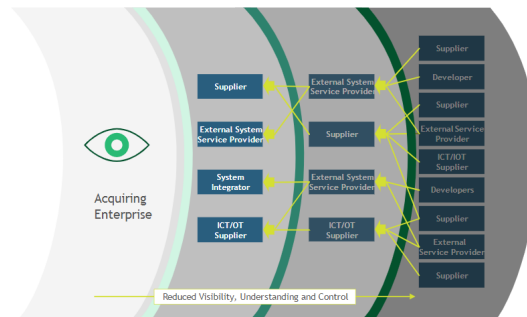 Acquiring
Enterprise
Supplier
External System
Service Provider
System
Integrator
ICT/OT
Supplier
External System
Service Provider
Supplier
External System
Service Provider
ICT/OT
Supplier
Supplier
Developer
Supplier
External Service
Provider
ICT/OT
Supplier
Developers
Supplier
External
Service Provider
Supplier
Reduced Visibility, Understanding and Control